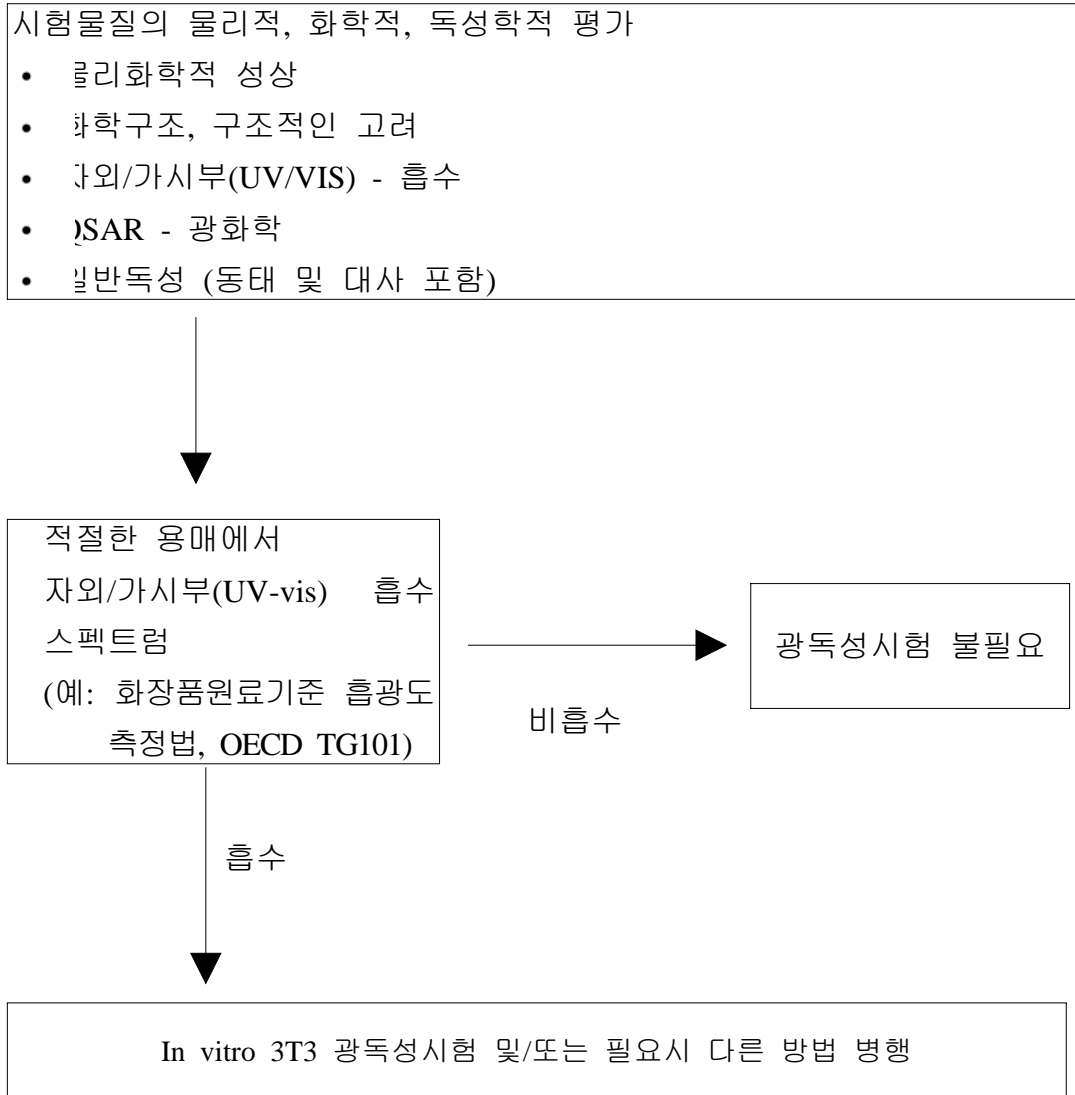 시험물질의 물리적, 화학적, 독성학적 평가
• 물리화학적 성상
• 화학구조, 구조적인 고려
• 자외/가시부(UV/VIS) - 흡수
• QSAR - 광화학
• 일반독성 (동태 및 대사 포함)
적절한 용매에서
자외/가시부(UV-vis) 흡수
스펙트럼
(예: 화장품원료기준 흡광도
측정법, OECD TG101)
비흡수
광독성시험 불필요
흡수
In vitro 3T3 광독성시험 및/또는 필요시 다른 방법 병행